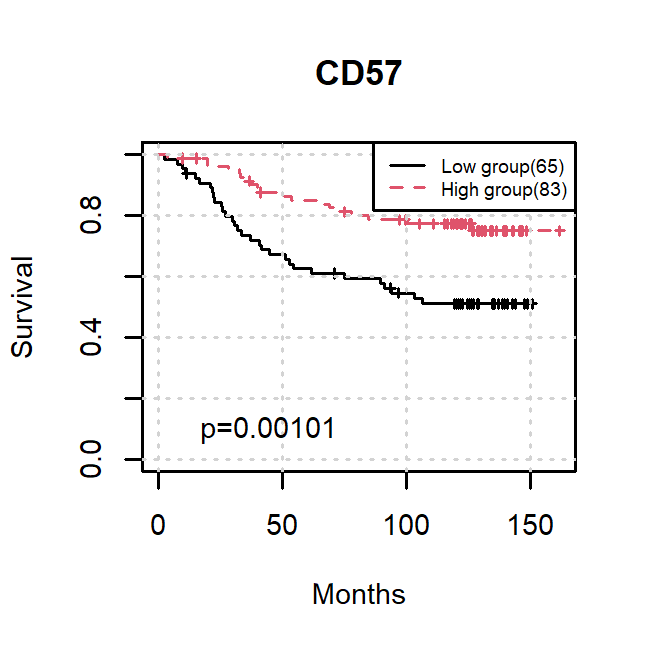 CD57
Low group(65)
High group(83)
Survival
0.8
0.4
0.0
p=0.00101
0 50 100 150
Months